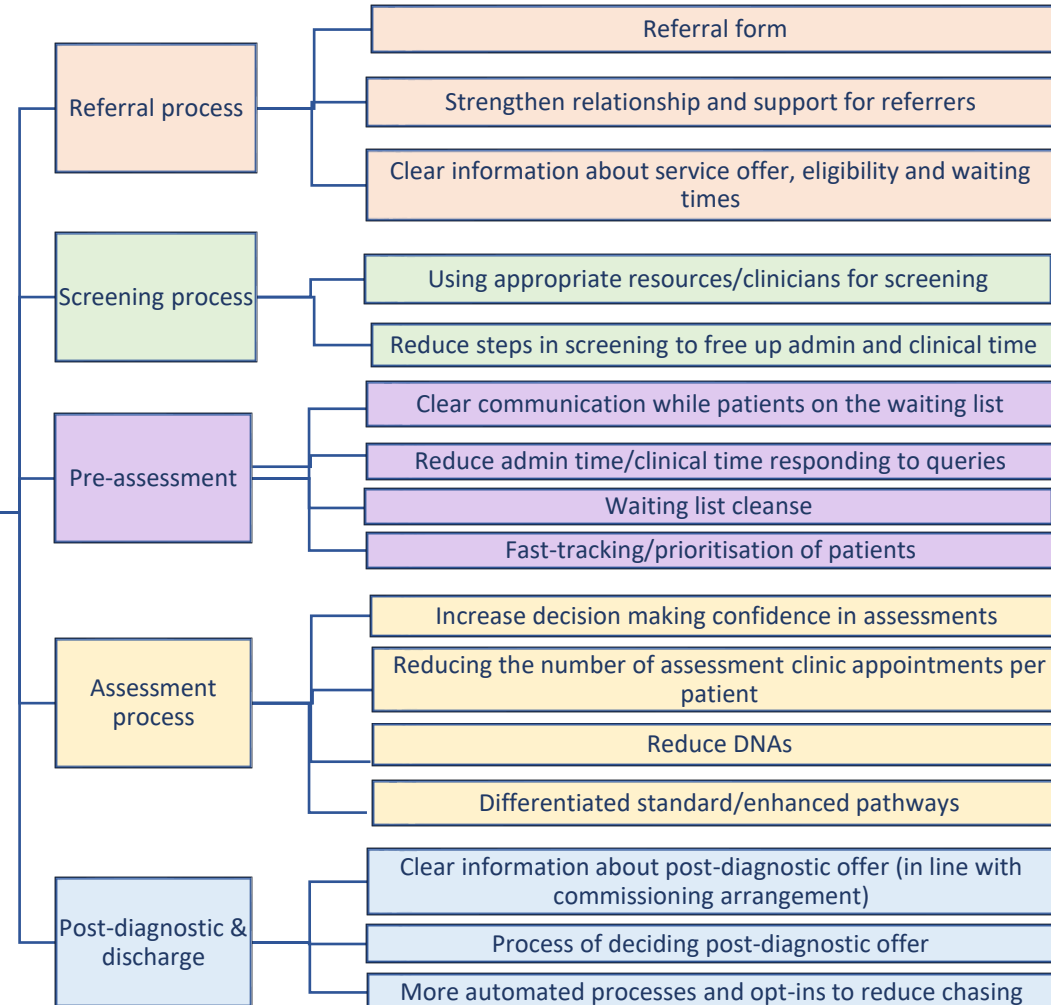 Referral process
Referral form
Strengthen relationship and support for referrers
Clear information about service offer, eligibility and waiting
times
Screening process
Using appropriate resources/clinicians for screening
Reduce steps in screening to free up admin and clinical time
Pre-assessment
Clear communication while patients on the waiting list
Reduce admin time/clinical time responding to queries
Waiting list cleanse
Fast-tracking/prioritisation of patients
Assessment
process
Increase decision making confidence in assessments
Reducing the number of assessment clinic appointments per
patient
Reduce DNAs
Differentiated standard/enhanced pathways
Post-diagnostic &
discharge
Clear information about post-diagnostic offer (in line with
commissioning arrangement)
Process of deciding post-diagnostic offer
More automated processes and opt-ins to reduce chasing